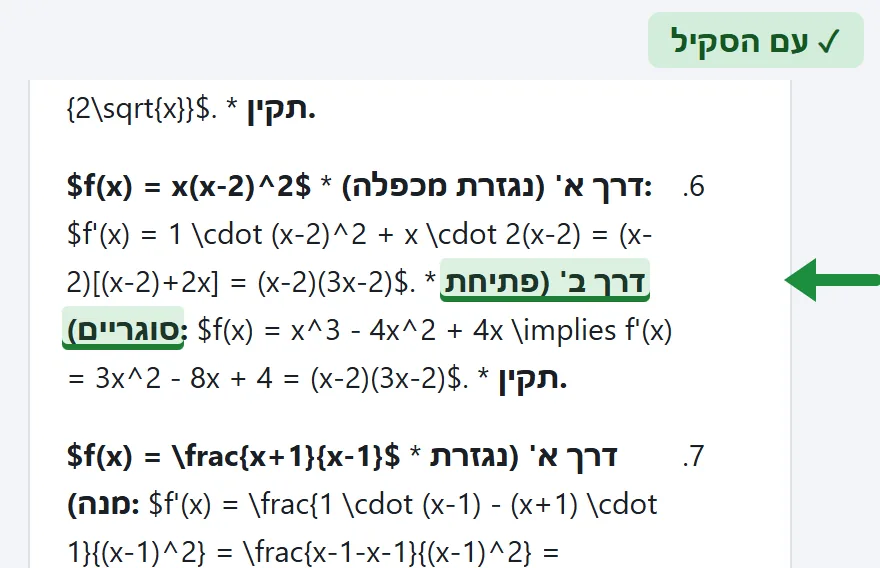 ✓ עם הסקיל
{2\sqrt{x}}$. * תקין.
6. $f(x) = x(x-2)^2$ * דרך א' (נגזרת מכפלה):
$f'(x) = 1 \cdot (x-2)^2 + x \cdot 2(x-2) = (x-
2)[(x-2)+2x] = (x-2)(3x-2)$. * דרך ב' (פתיחת
סוגריים): $f(x) = x^3 - 4x^2 + 4x \implies f'(x)
= 3x^2 - 8x + 4 = (x-2)(3x-2)$. * תקין.
7. $f(x) = \frac{x+1}{x-1}$ * דרך א' (נגזרת
מנה): $f'(x) = \frac{1 \cdot (x-1) - (x+1) \cdot
1}{(x-1)^2} = \frac{x-1-x-1}{(x-1)^2} =